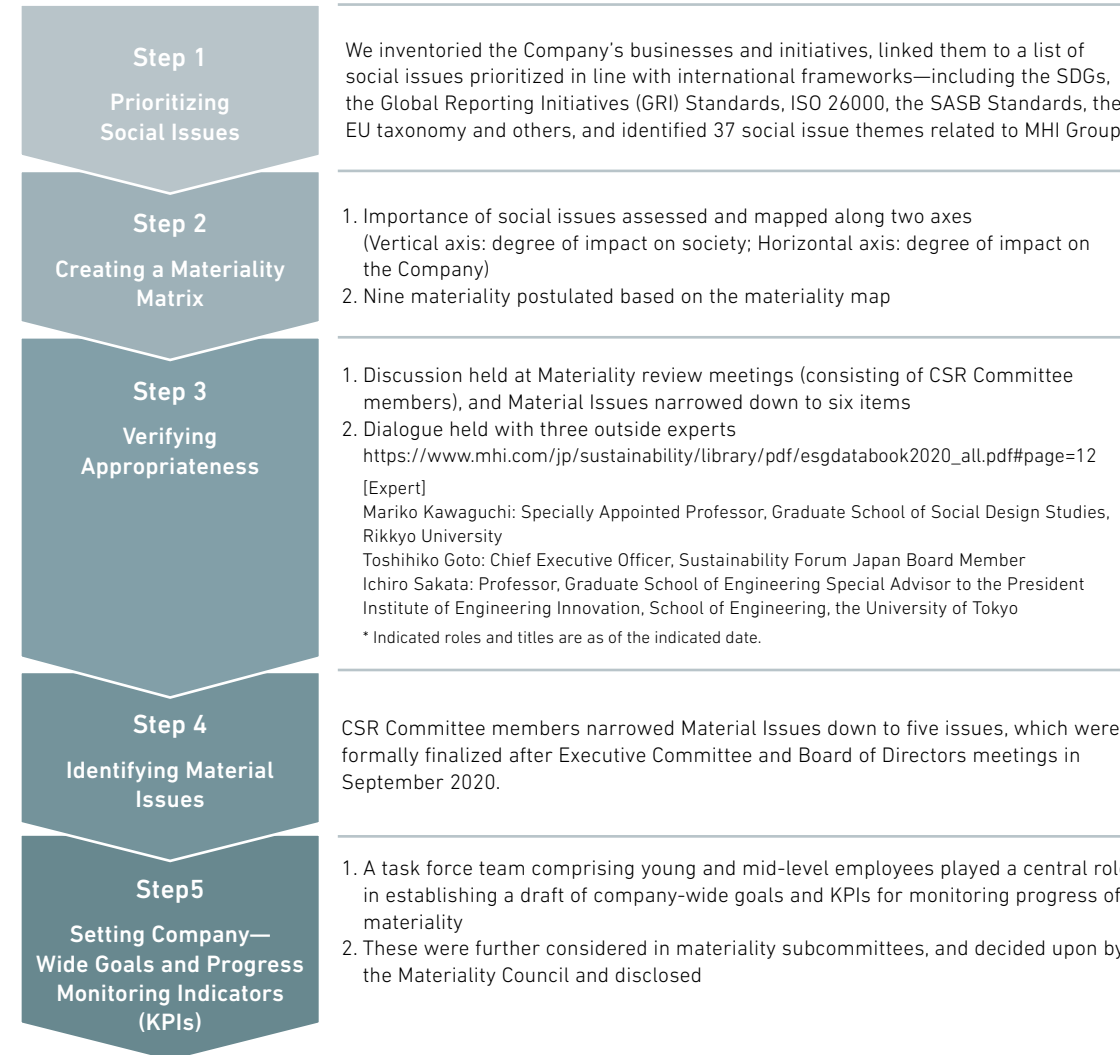 Step 1
Prioritizing
Social Issues
We inventoried the Company’s businesses and initiatives, linked them to a list of
social issues prioritized in line with international frameworks—including the SDGs,
the Global Reporting Initiatives (GRI) Standards, ISO 26000, the SASB Standards, the
EU taxonomy and others, and identified 37 social issue themes related to MHI Group
Step 2
Creating a Materiality
Matrix
1. Importance of social issues assessed and mapped along two axes
(Vertical axis: degree of impact on society; Horizontal axis: degree of impact on
the Company)
2. Nine materiality postulated based on the materiality map
Step 3
Verifying
Appropriateness
1. Discussion held at Materiality review meetings (consisting of CSR Committee
members), and Material Issues narrowed down to six items
2. Dialogue held with three outside experts
https://www.mhi.com/jp/sustainability/library/pdf/esgdatabook2020_all.pdf#page=12
[Expert]
Mariko Kawaguchi: Specially Appointed Professor, Graduate School of Social Design Studies,
Rikkyo University
Toshihiko Goto: Chief Executive Officer, Sustainability Forum Japan Board Member
Ichiro Sakata: Professor, Graduate School of Engineering Special Advisor to the President
Institute of Engineering Innovation, School of Engineering, the University of Tokyo
* Indicated roles and titles are as of the indicated date.
Step 4
Identifying Material
Issues
CSR Committee members narrowed Material Issues down to five issues, which were
formally finalized after Executive Committee and Board of Directors meetings in
September 2020.
Step5
Setting Company—
Wide Goals and Progress
Monitoring Indicators
(KPIs)
1. A task force team comprising young and mid-level employees played a central role
in establishing a draft of company-wide goals and KPIs for monitoring progress of
materiality
2. These were further considered in materiality subcommittees, and decided upon by
the Materiality Council and disclosed